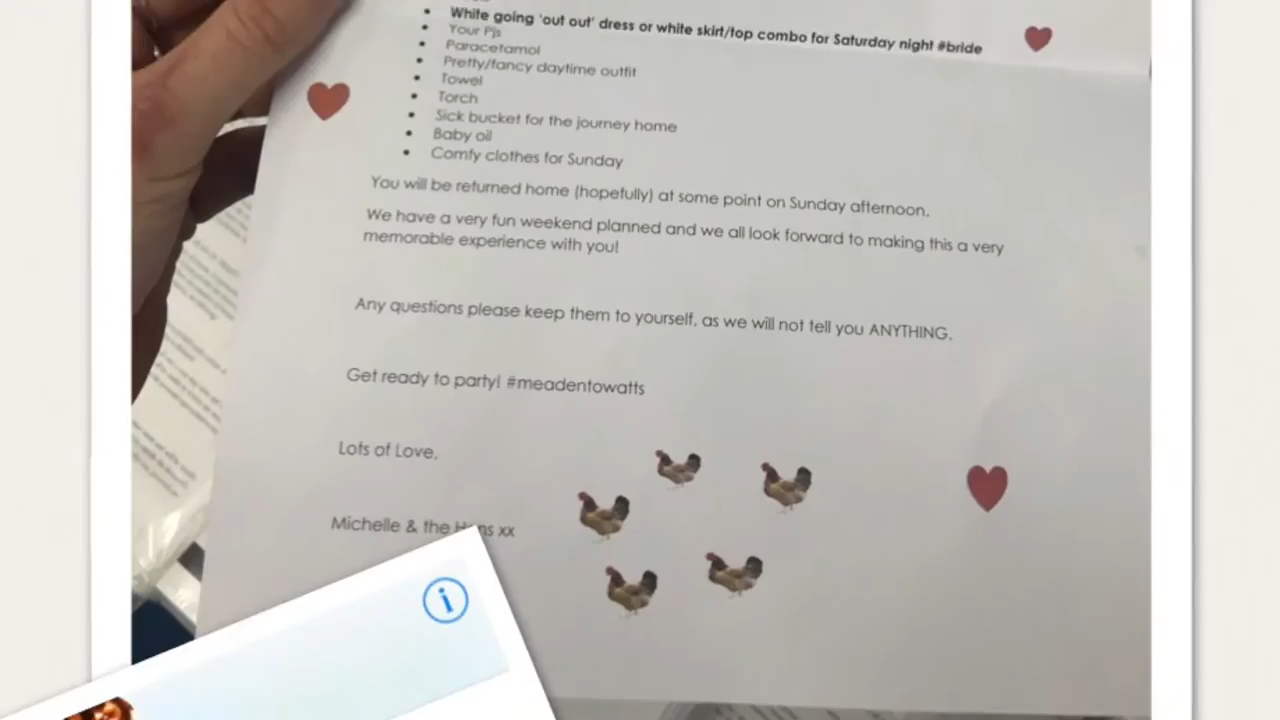 White going 'out out' dress or white skirt/top combo for Saturday night #bride
Your Pjs
Paracetamol
Pretty/fancy daytime outfit
Towel
Torch
Sick bucket for the journey home
Baby oil
Comfy clothes for Sunday
You will be returned home (hopefully) at some point on Sunday afternoon.
We have a very fun weekend planned and we all look forward to making this a very
memorable experience with you!
Any questions please keep them to yourself, as we will not tell you ANYTHING.
Get ready to party! #meadentowatts
Lots of Love,
Michelle & the Hens xx